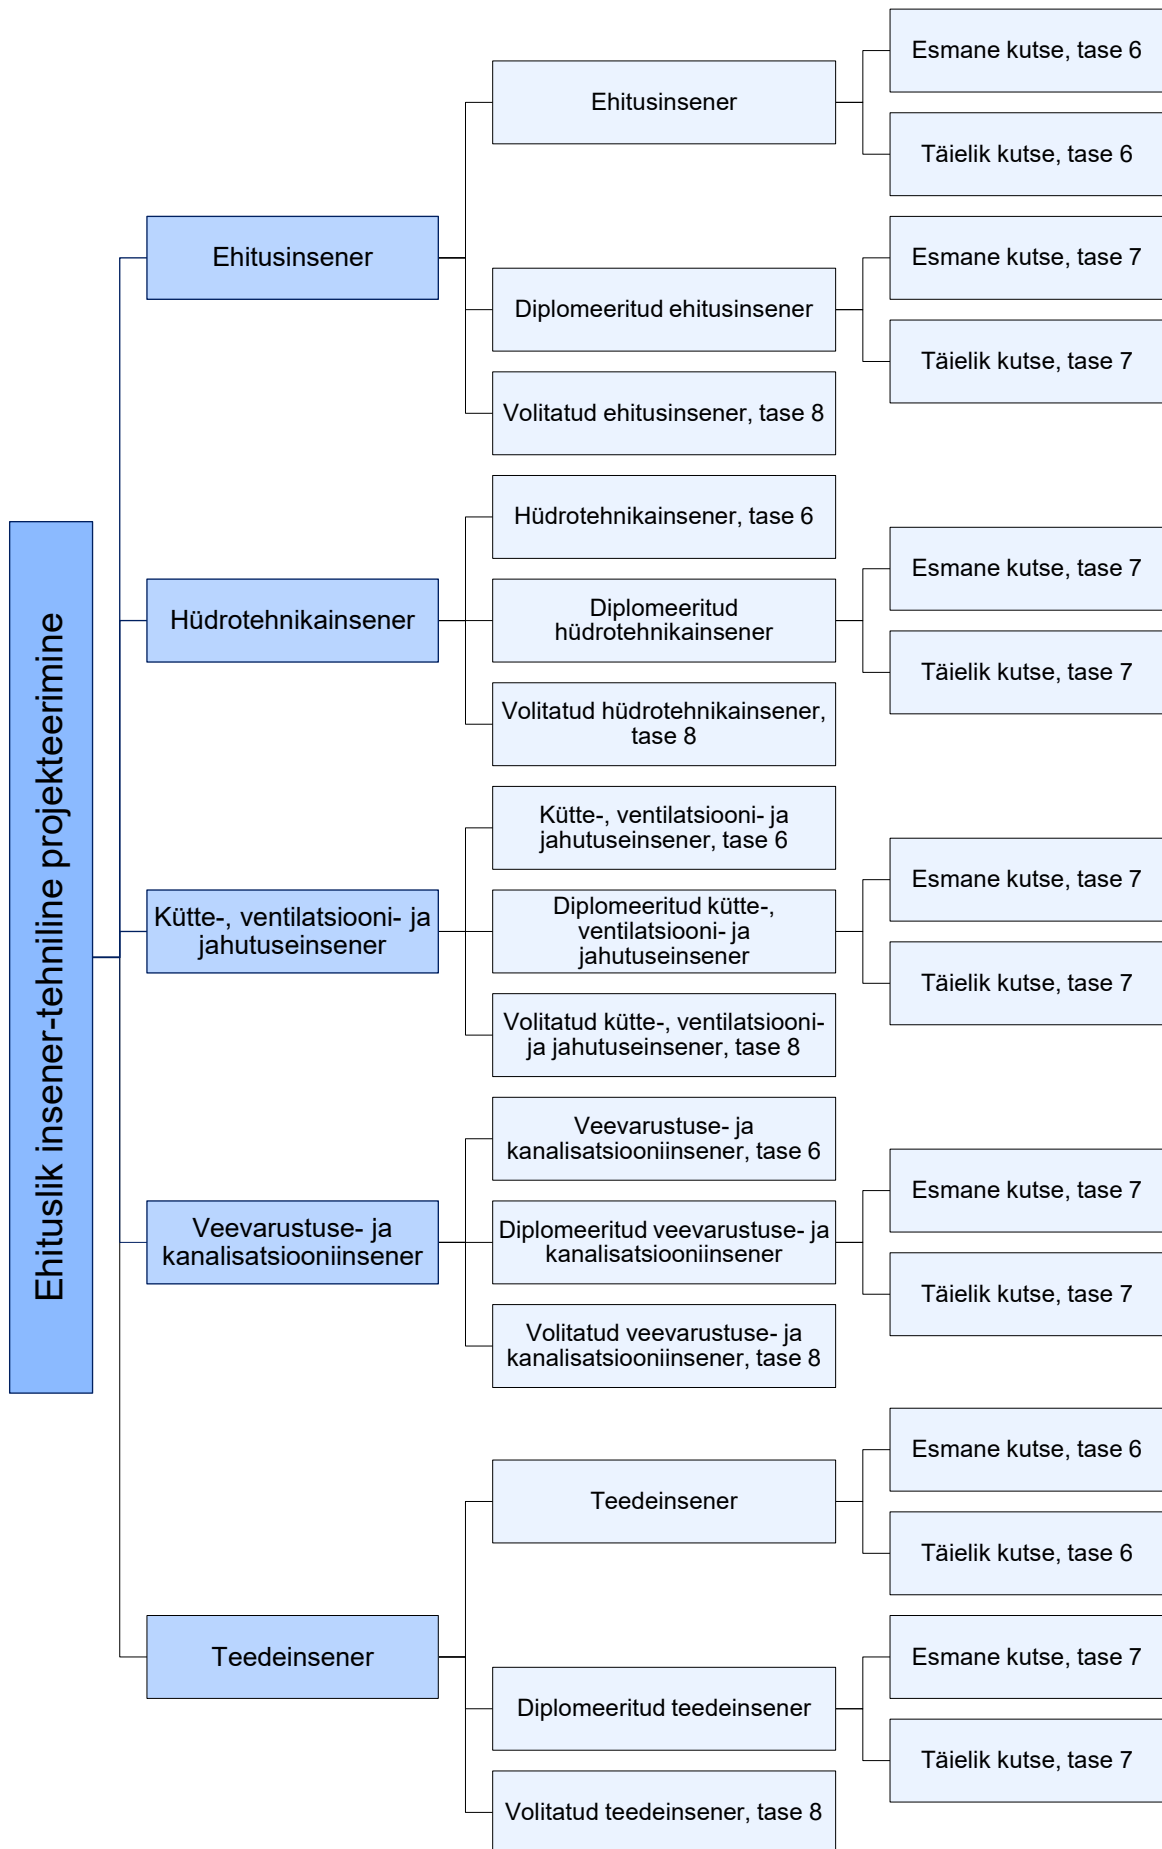 Ehituslik insener-tehniline projekteerimine
Ehitusinsener
Ehitusinsener
Esmane kutse, tase 6
Täielik kutse, tase 6
Diplomeeritud ehitusinsener
Esmane kutse, tase 7
Täielik kutse, tase 7
Volitatud ehitusinsener, tase 8
Hüdrotehnikainsener
Hüdrotehnikainsener, tase 6
Diplomeeritud
hüdrotehnikainsener
Esmane kutse, tase 7
Täielik kutse, tase 7
Volitatud hüdrotehnikainsener,
tase 8
Kütte-, ventilatsiooni- ja
jahutuseinsener
Kütte-, ventilatsiooni- ja
jahutuseinsener, tase 6
Diplomeeritud kütte-,
ventilatsiooni- ja
jahutuseinsener
Esmane kutse, tase 7
Täielik kutse, tase 7
Volitatud kütte-, ventilatsiooni-
ja jahutuseinsener, tase 8
Veevarustuse- ja
kanalisatsiooniinsener
Veevarustuse- ja
kanalisatsiooniinsener, tase 6
Diplomeeritud veevarustuse- ja
kanalisatsiooniinsener
Esmane kutse, tase 7
Täielik kutse, tase 7
Volitatud veevarustuse- ja
kanalisatsiooniinsener, tase 8
Teedeinsener
Teedeinsener
Esmane kutse, tase 6
Täielik kutse, tase 6
Diplomeeritud teedeinsener
Esmane kutse, tase 7
Täielik kutse, tase 7
Volitatud teedeinsener, tase 8